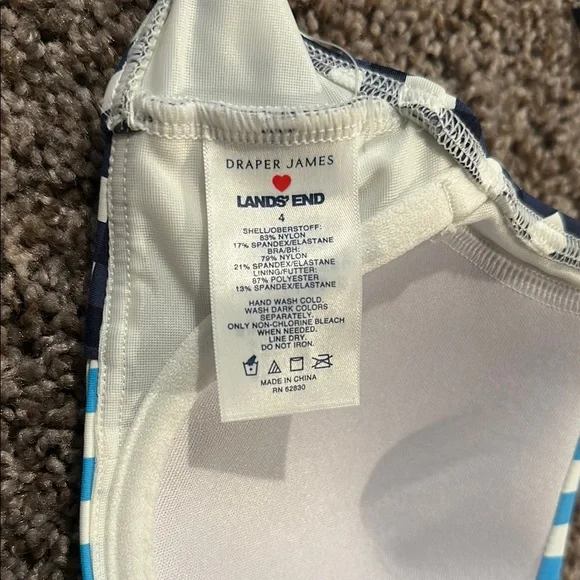 DRAPER JAMES
LANDS' END
4
SHELL/OBERSTOFF:
83% NYLON
17% SPANDEX/ELASTANE
BRA/BH:
79% NYLON
21% SPANDEX/ELASTANE
LINING/FUTTER:
87% POLYESTER
13% SPANDEX/ELASTANE
HAND WASH COLD.
WASH DARK COLORS
SEPARATELY.
ONLY NON-CHLORINE BLEACH
WHEN NEEDED.
LINE DRY.
DO NOT IRON.
MADE IN CHINA
RN 62830